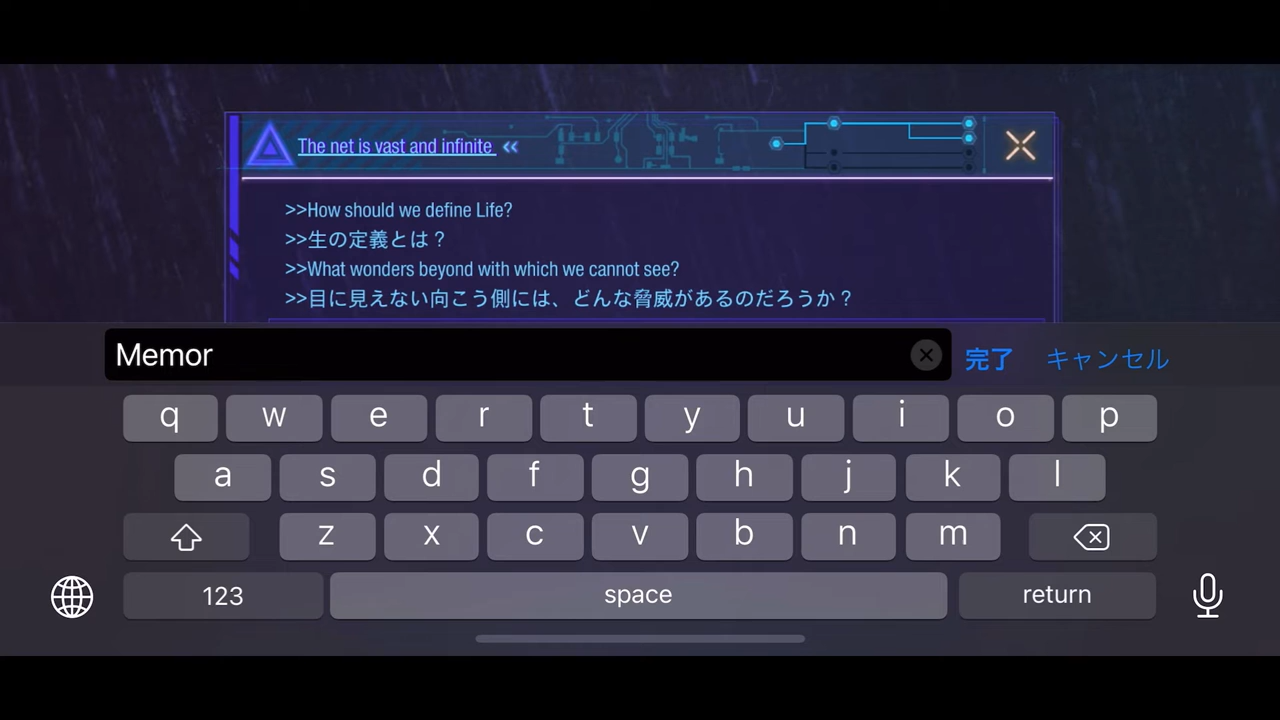 The net is vast and infinite
>>How should we define Life?
>>生の定義とは？
>>What wonders beyond with which we cannot see?
>>目に見えない向こう側には、どんな脅威があるのだろうか？
Memor 完了 キャンセル
q w e r t y u i o p
a s d f g h j k l
z x c v b n m
123 space return